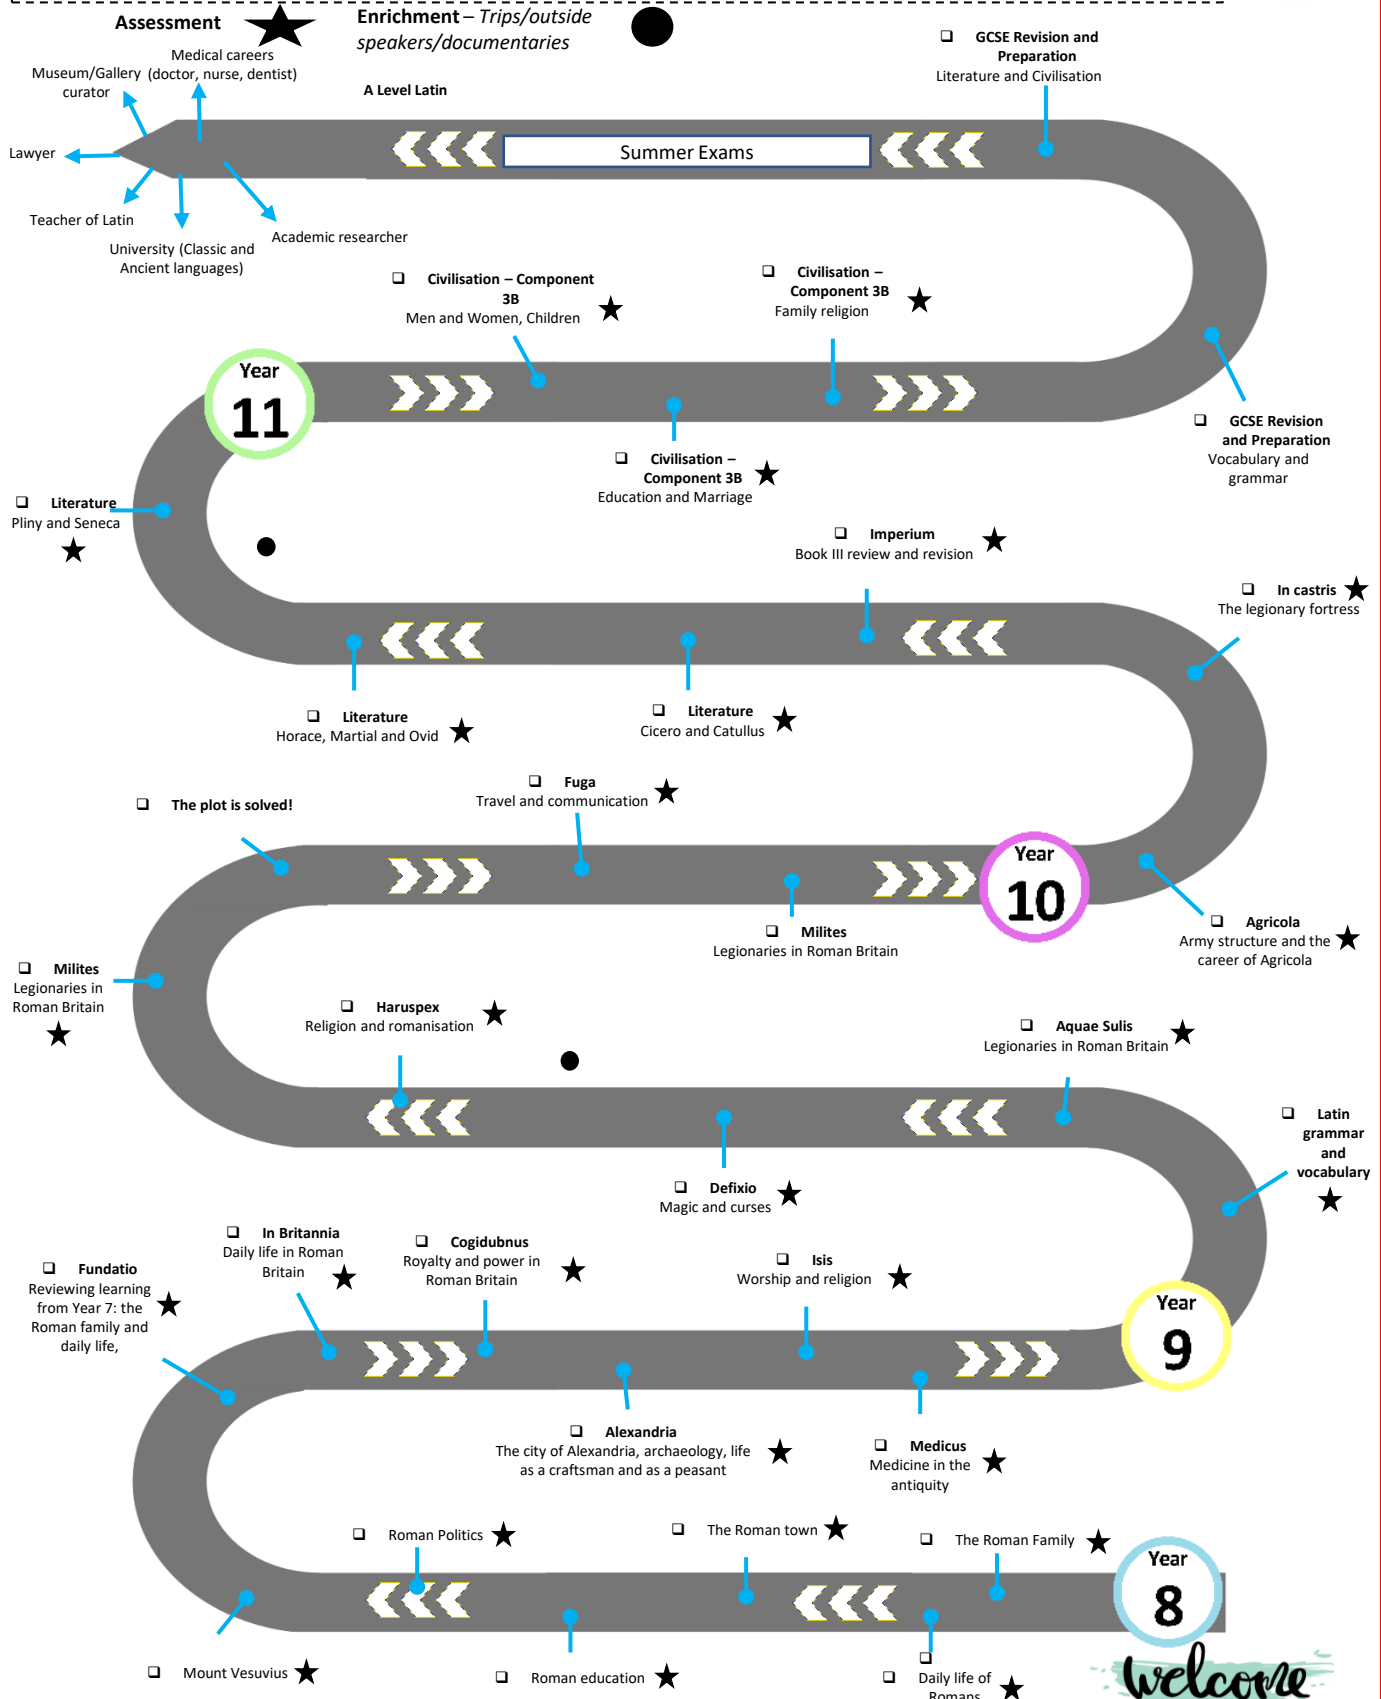 Assessment
Enrichment – Trips/outside
speakers/documentaries
Medical careers
(doctor, nurse, dentist)
Museum/Gallery
curator
A Level Latin
❑ GCSE Revision and
Preparation
Literature and Civilisation
Lawyer
Summer Exams
Teacher of Latin
University (Classic and
Ancient languages)
Academic researcher
❑ Civilisation – Component
3B
Men and Women, Children
❑ Civilisation –
Component 3B
Family religion
Year
11
❑ GCSE Revision
and Preparation
Vocabulary and
grammar
❑ Civilisation –
Component 3B
Education and Marriage
❑ Literature
Pliny and Seneca
❑ Imperium
Book III review and revision
❑ In castris
The legionary fortress
❑ Literature
Horace, Martial and Ovid
❑ Literature
Cicero and Catullus
❑ The plot is solved!
❑ Fuga
Travel and communication
Year
10
❑ Milites
Legionaries in Roman Britain
❑ Agricola
Army structure and the
career of Agricola
❑ Milites
Legionaries in
Roman Britain
❑ Haruspex
Religion and romanisation
❑ Aquae Sulis
Legionaries in Roman Britain
❑ Latin
grammar
and
vocabulary
❑ Defixio
Magic and curses
❑ In Britannia
Daily life in Roman
Britain
❑ Cogidubnus
Royalty and power in
Roman Britain
❑ Isis
Worship and religion
❑ Fundatio
Reviewing learning
from Year 7: the
Roman family and
daily life,
Year
9
❑ Alexandria
The city of Alexandria, archaeology, life
as a craftsman and as a peasant
❑ Medicus
Medicine in the
antiquity
❑ Roman Politics
❑ The Roman town
❑ The Roman Family
Year
8
❑ Mount Vesuvius
❑ Roman education
❑
❑ Daily life of
Romans
welcome